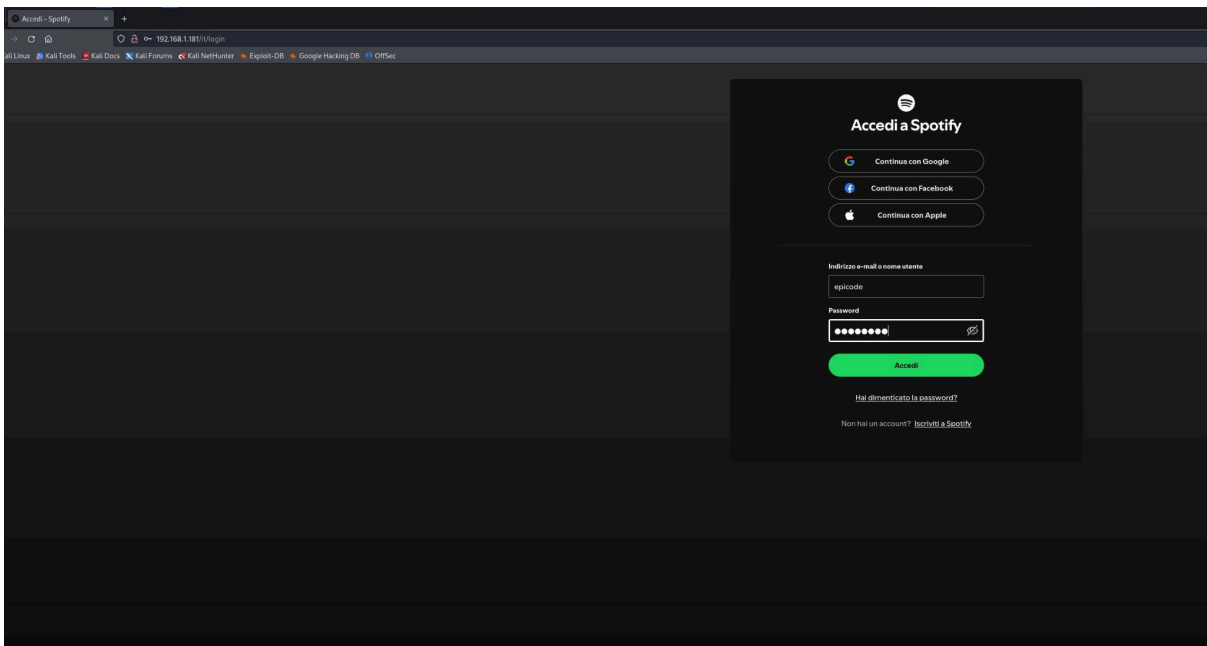 Accedi - Spotify
192.168.1.181/it/login
Kali Linux Kali Tools Kali Docs Kali Forums Kali NetHunter Exploit-DB Google Hacking DB OffSec
Accedi a Spotify
Continua con Google
Continua con Facebook
Continua con Apple
Indirizzo e-mail o nome utente
epicode
Password
Accedi
Hai dimenticato la password?
Non hai un account? Iscriviti a Spotify